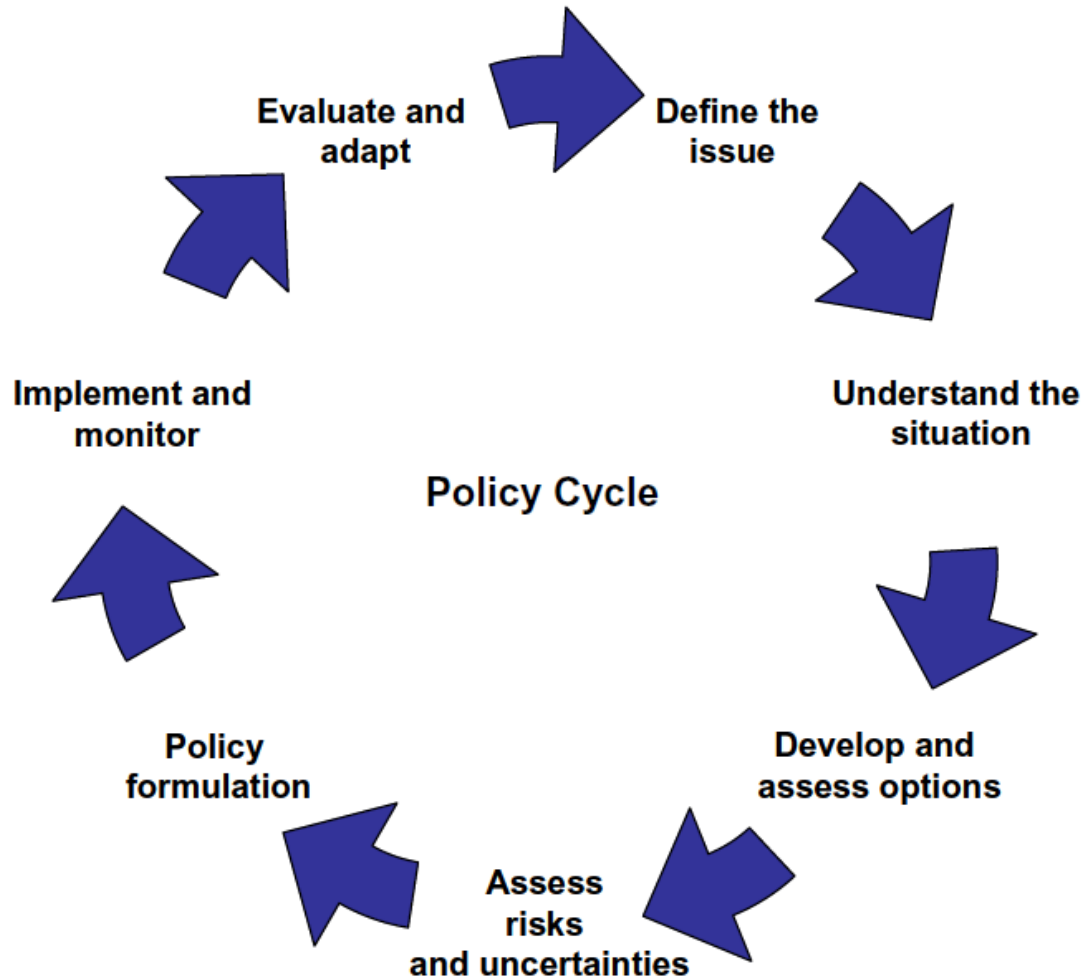 Evaluate and
adapt
Define the
issue
Understand the
situation
Develop and
assess options
Assess
risks
and uncertainties
Policy
formulation
Implement and
monitor
Policy Cycle